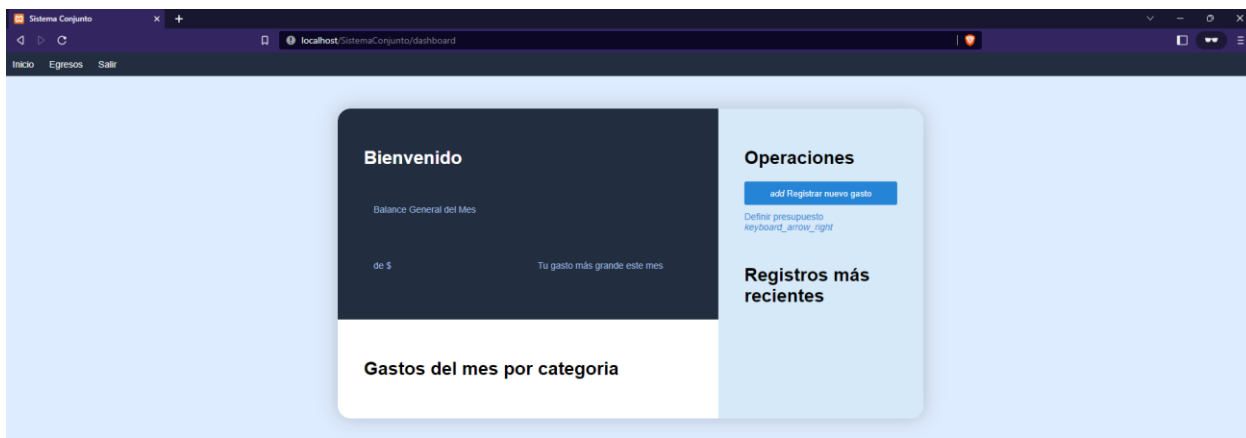 Sistema Conjunto
localhost/SistemaConjunto/dashboard
Inicio Egresos Salir
Bienvenido
Balance General del Mes
de $
Tu gasto más grande este mes
Gastos del mes por categoria
Operaciones
add Registrar nuevo gasto
Definir presupuesto
keyboard_arrow_right
Registros más
recientes